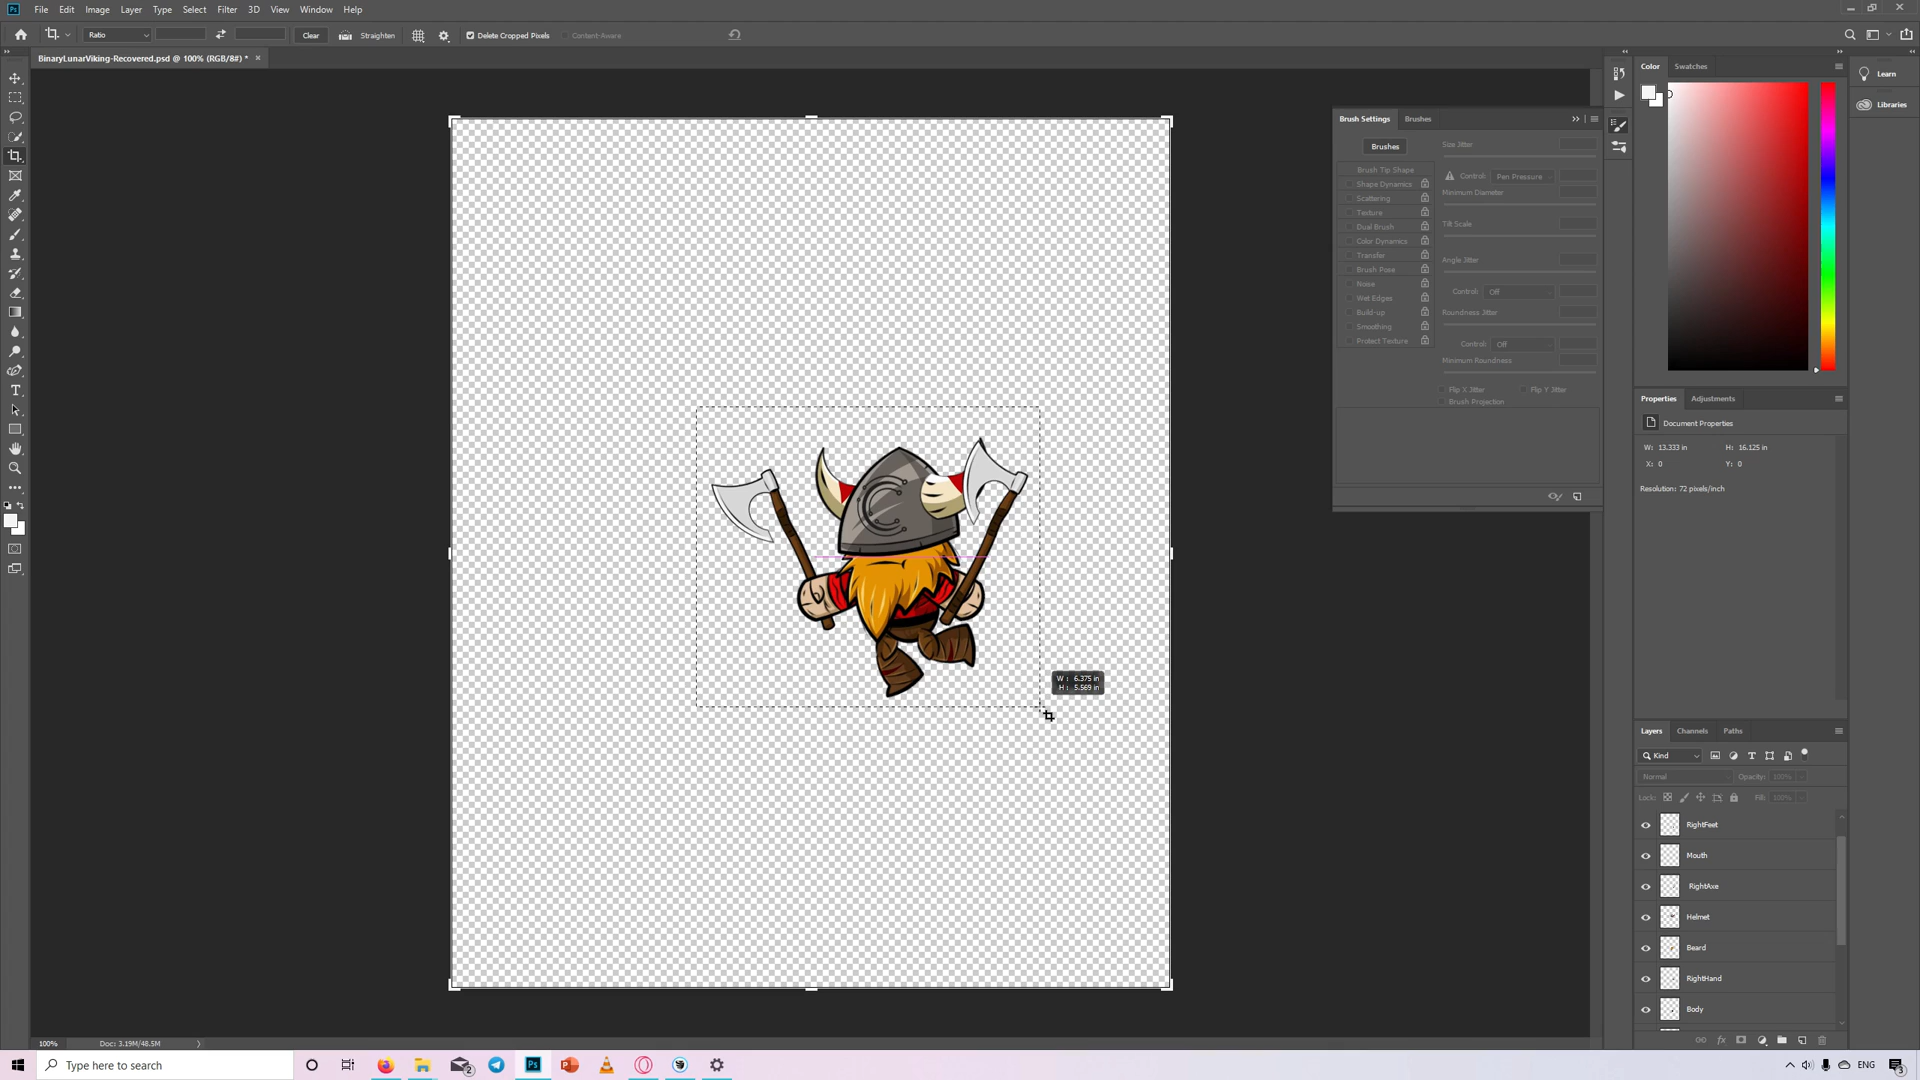 Ps File Edit Image Layer Type Select Filter 3D View Window Help
Ratio Clear Straighten Delete Cropped Pixels Content-Aware
BinaryLunarViking-Recovered.psd @ 100% (RGB/8#) *
Color Swatches
Learn
Libraries
Brush Settings Brushes
Brushes
Brush Tip Shape
Shape Dynamics
Scattering
Texture
Dual Brush
Color Dynamics
Transfer
Brush Pose
Noise
Wet Edges
Build-up
Smoothing
Protect Texture
Size Jitter
Control: Pen Pressure
Minimum Diameter
Tilt Scale
Angle Jitter
Control: Off
Roundness Jitter
Control: Off
Minimum Roundness
Flip X Jitter Flip Y Jitter
Brush Projection
Properties Adjustments
Document Properties
W: 13.333 in H: 16.125 in
X: 0 Y: 0
Resolution: 72 pixels/inch
W : 6.375 in
H : 5.569 in
Layers Channels Paths
Kind
Normal Opacity: 100%
Lock: Fill: 100%
RightFeet
Mouth
RightAxe
Helmet
Beard
RightHand
Body
100% Doc: 3.19M/48.5M
Type here to search
2
Ps
ENG
3